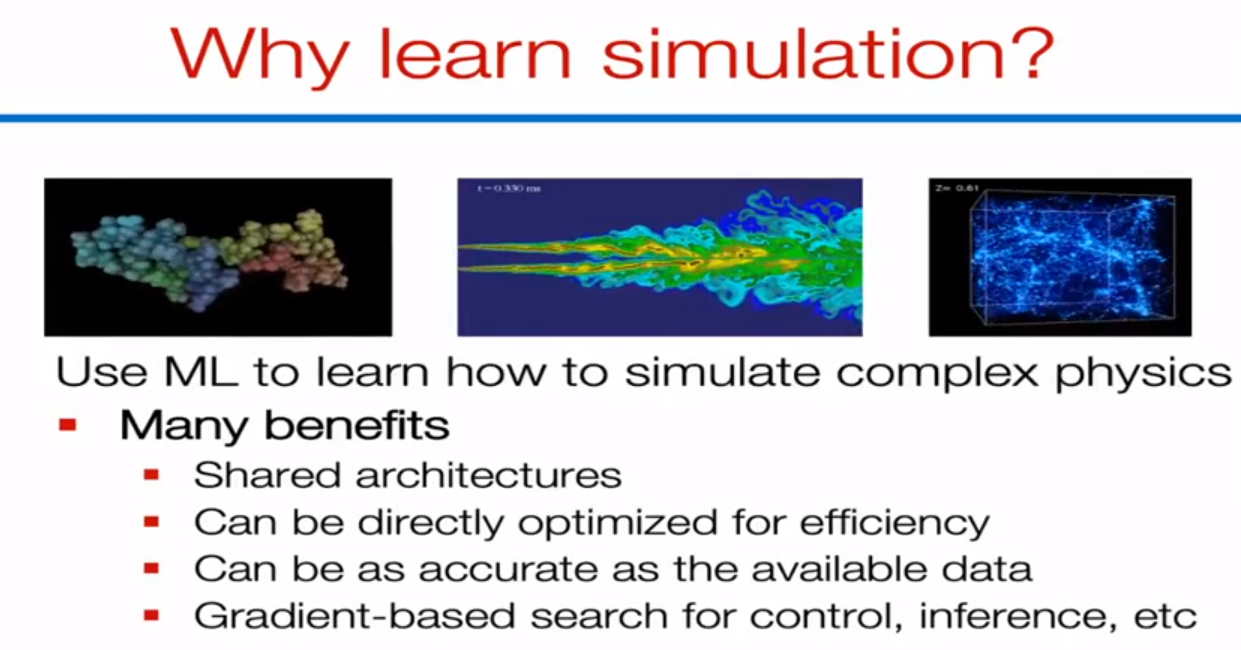 Why learn simulation?
t=0.330 ms
Z= 0.61
Use ML to learn how to simulate complex physics
Many benefits
Shared architectures
Can be directly optimized for efficiency
Can be as accurate as the available data
Gradient-based search for control, inference, etc